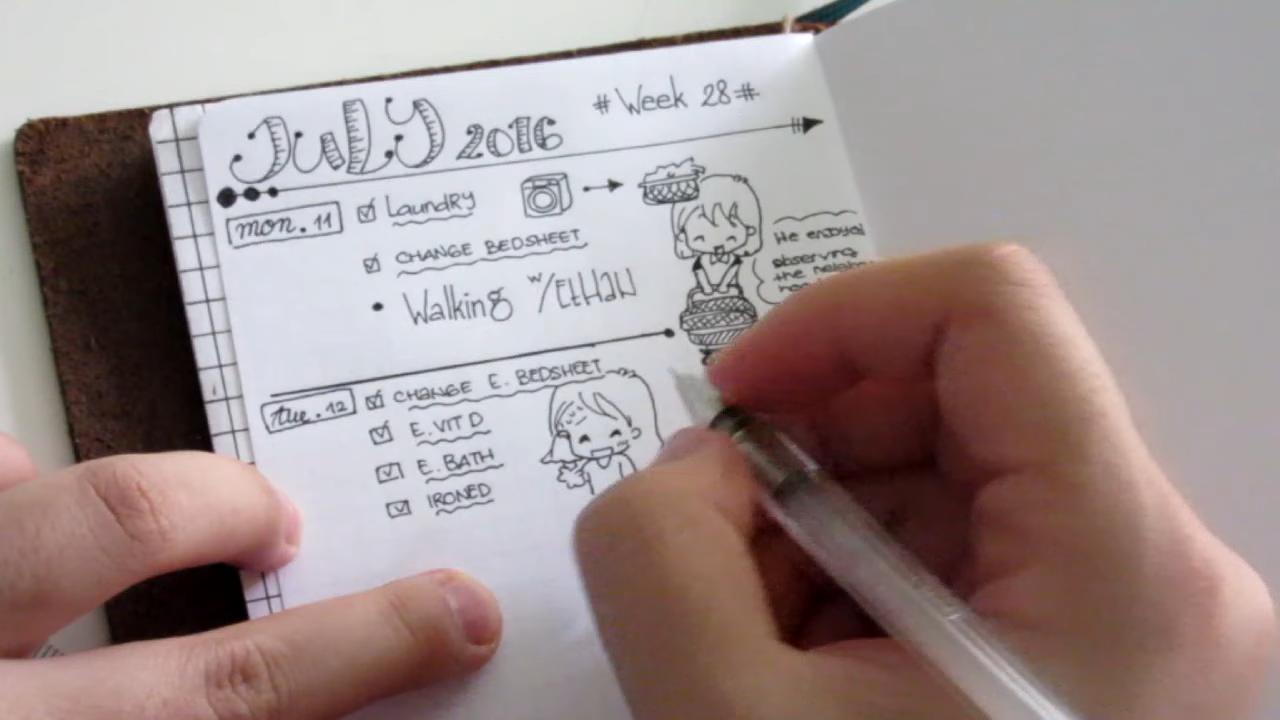 JULY 2016
#Week 28#
mon. 11
LaundRY
CHANGE BEDSHEET
Walking w/EtHaN
He enjoyed
observing
the
tue. 12
CHANGE E. BEDSHEET
E. VIT D
E. BATH
IRONED